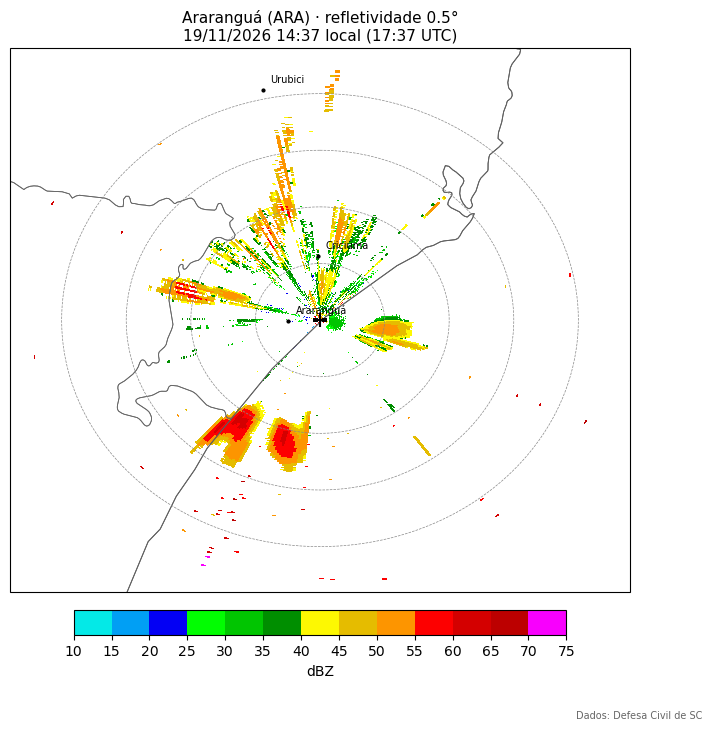 Araranguá (ARA) · refletividade 0.5°
19/11/2026 14:37 local (17:37 UTC)
Urubici
Criciúma
Araranguá
10 15 20 25 30 35 40 45 50 55 60 65 70 75
dBZ
Dados: Defesa Civil de SC